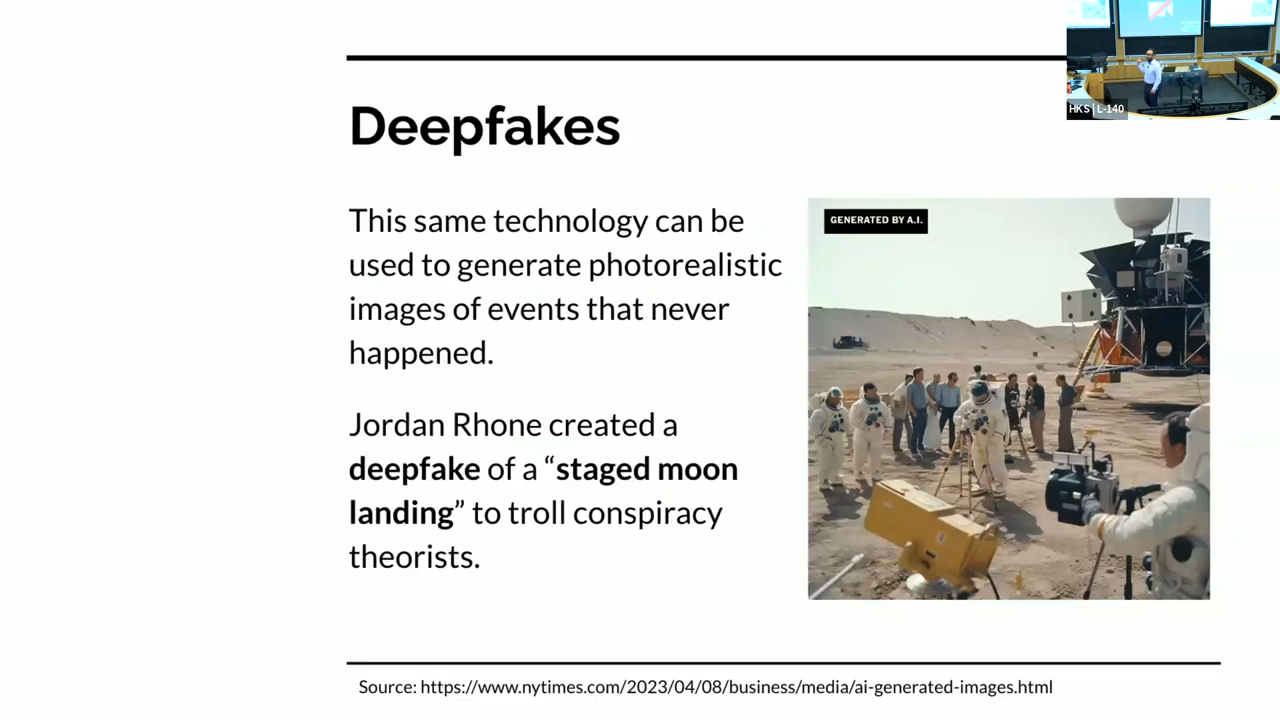 HKS | L-140
Deepfakes
This same technology can be
used to generate photorealistic
images of events that never
happened.
Jordan Rhone created a
deepfake of a “staged moon
landing” to troll conspiracy
theorists.
GENERATED BY A.I.
Source: https://www.nytimes.com/2023/04/08/business/media/ai-generated-images.html